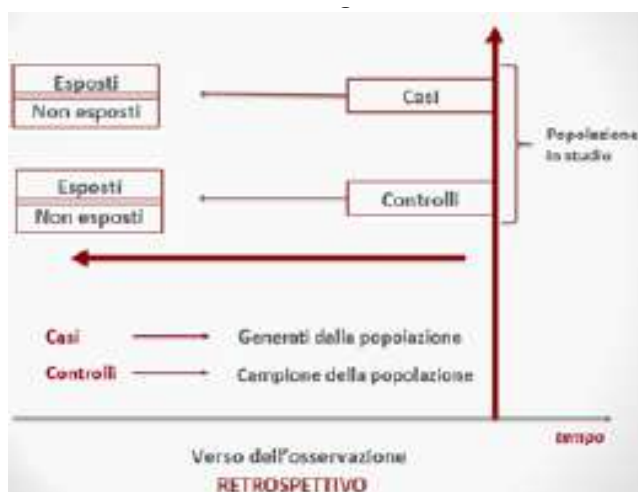 Esposti
Non esposti
Casi
Popolazione
in studio
Esposti
Non esposti
Controlli
Casi Generati dalla popolazione
Controlli Campione della popolazione
tempo
Verso dell'osservazione
RETROSPETTIVO